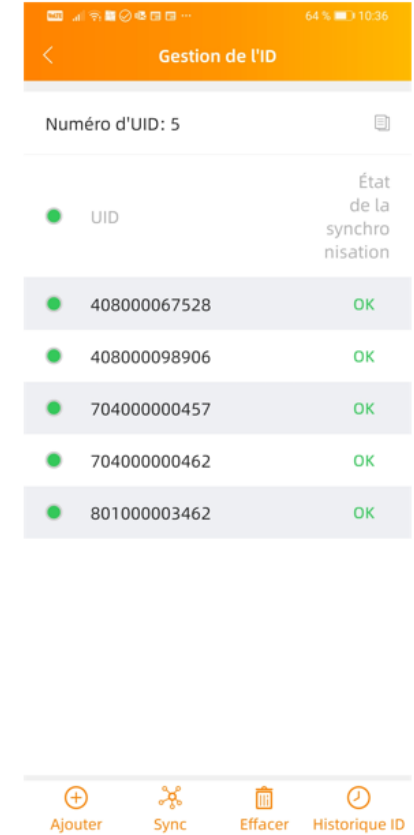 64 % 10:36
Gestion de l'ID
Numéro d'UID: 5
État
de la
synchro
nisation
UID
408000067528 OK
408000098906 OK
704000000457 OK
704000000462 OK
801000003462 OK
Ajouter Sync Effacer Historique ID